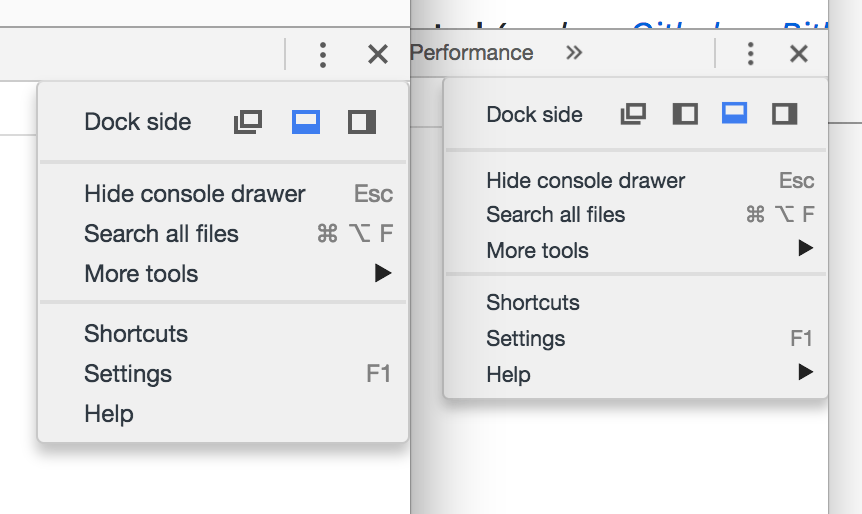 Dock side
Hide console drawer Esc
Search all files ⌘ ⌥ F
More tools ▶
Shortcuts
Settings F1
Help
Performance »
Dock side
Hide console drawer Esc
Search all files ⌘ ⌥ F
More tools ▶
Shortcuts
Settings F1
Help ▶